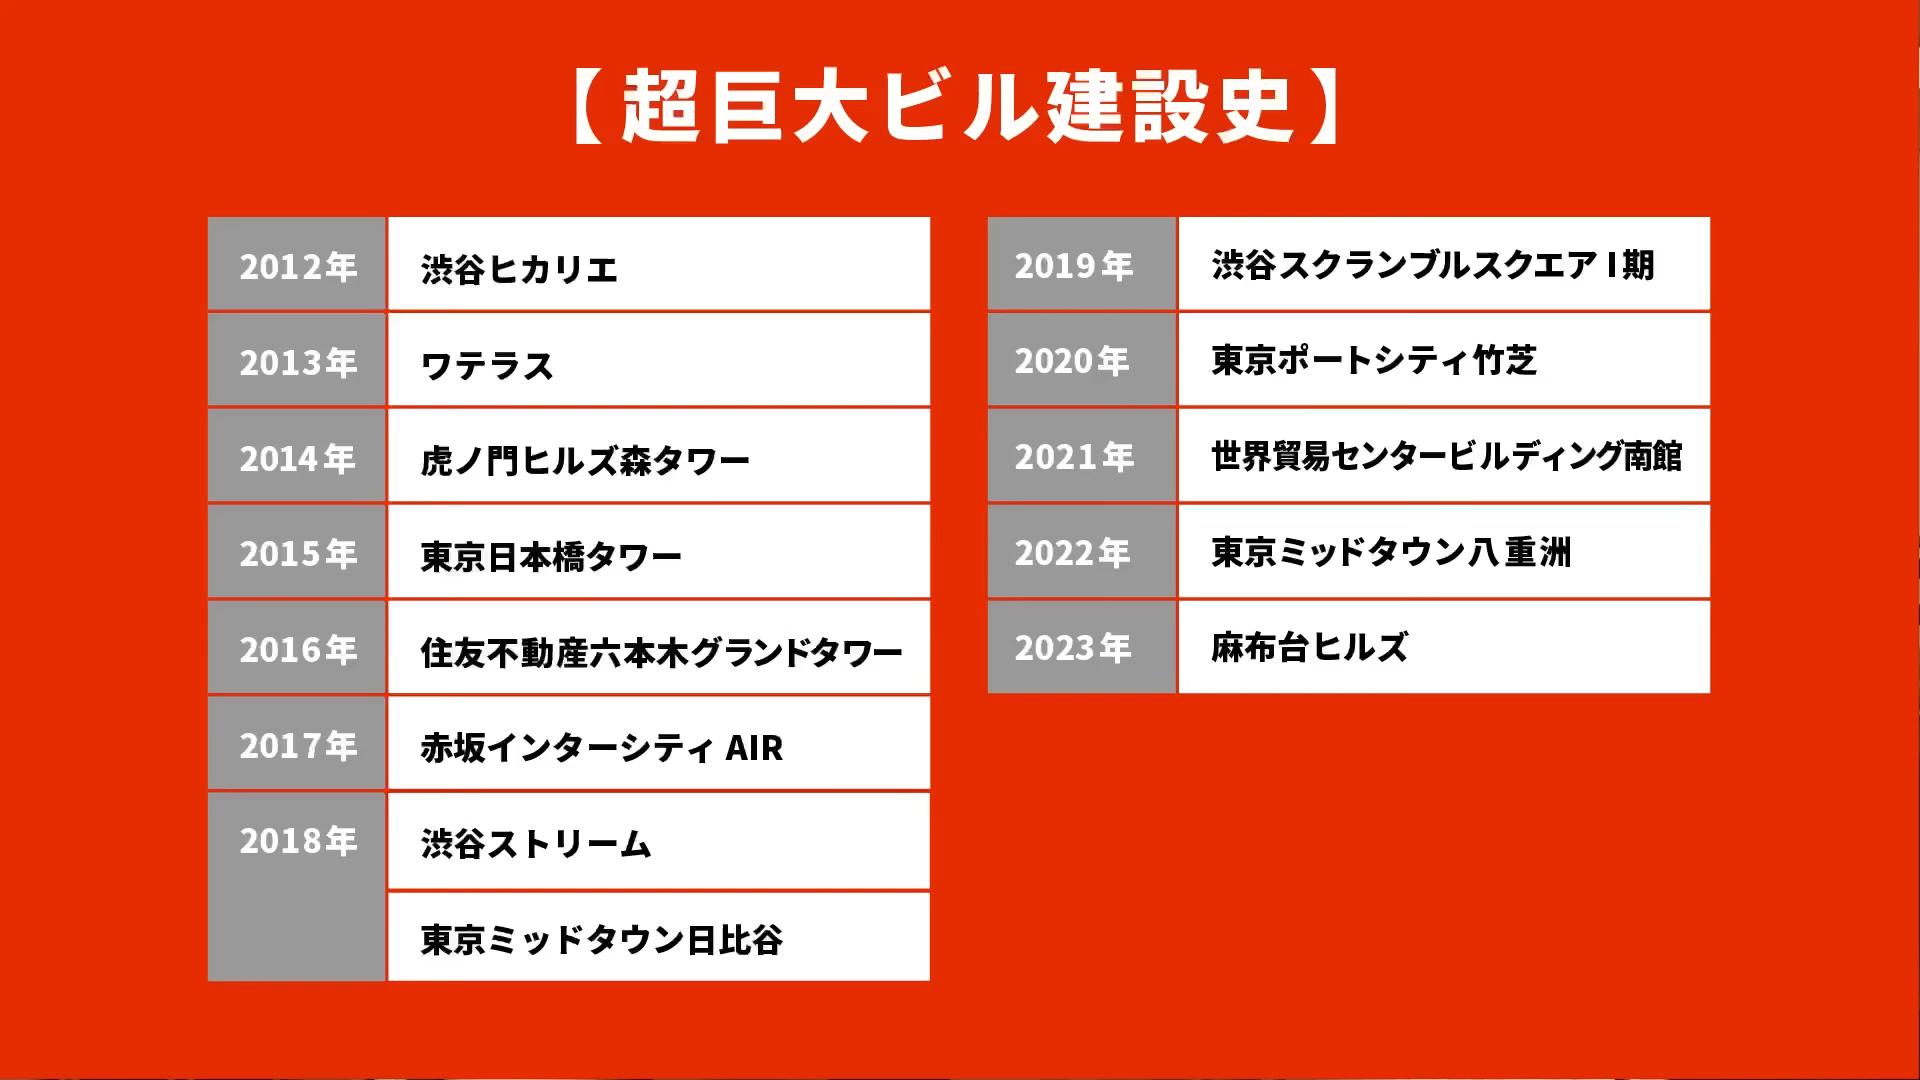 【超巨大ビル建設史】
2012年 渋谷ヒカリエ
2013年 ワテラス
2014年 虎ノ門ヒルズ森タワー
2015年 東京日本橋タワー
2016年 住友不動産六本木グランドタワー
2017年 赤坂インターシティ AIR
2018年 渋谷ストリーム
東京ミッドタウン日比谷
2019年 渋谷スクランブルスクエア I 期
2020年 東京ポートシティ竹芝
2021年 世界貿易センタービルディング南館
2022年 東京ミッドタウン八重洲
2023年 麻布台ヒルズ